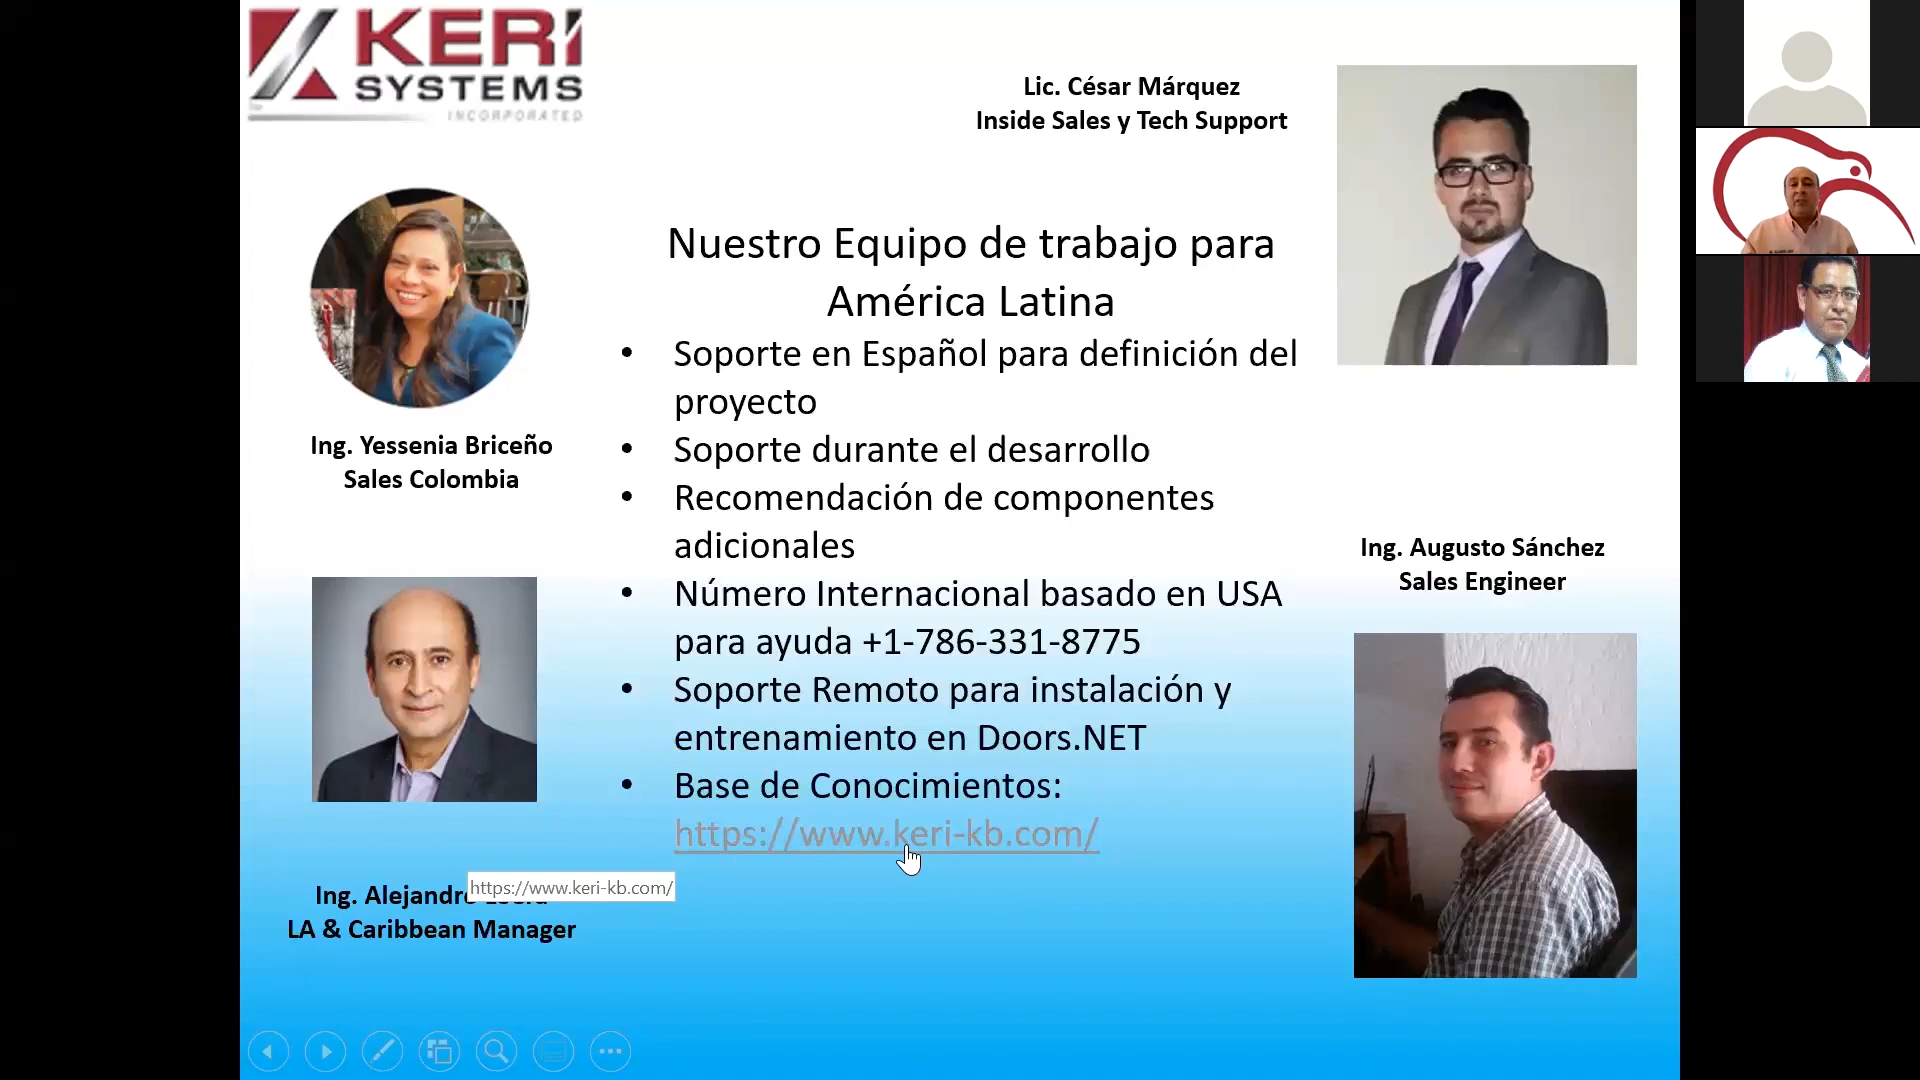 KERI
SYSTEMS
INCORPORATED
Lic. César Márquez
Inside Sales y Tech Support
Nuestro Equipo de trabajo para
América Latina
• Soporte en Español para definición del
proyecto
• Soporte durante el desarrollo
• Recomendación de componentes
adicionales
• Número Internacional basado en USA
para ayuda +1-786-331-8775
• Soporte Remoto para instalación y
entrenamiento en Doors.NET
• Base de Conocimientos:
https://www.keri-kb.com/
Ing. Yessenia Briceño
Sales Colombia
Ing. Augusto Sánchez
Sales Engineer
https://www.keri-kb.com/
Ing. Alejandro
LA & Caribbean Manager